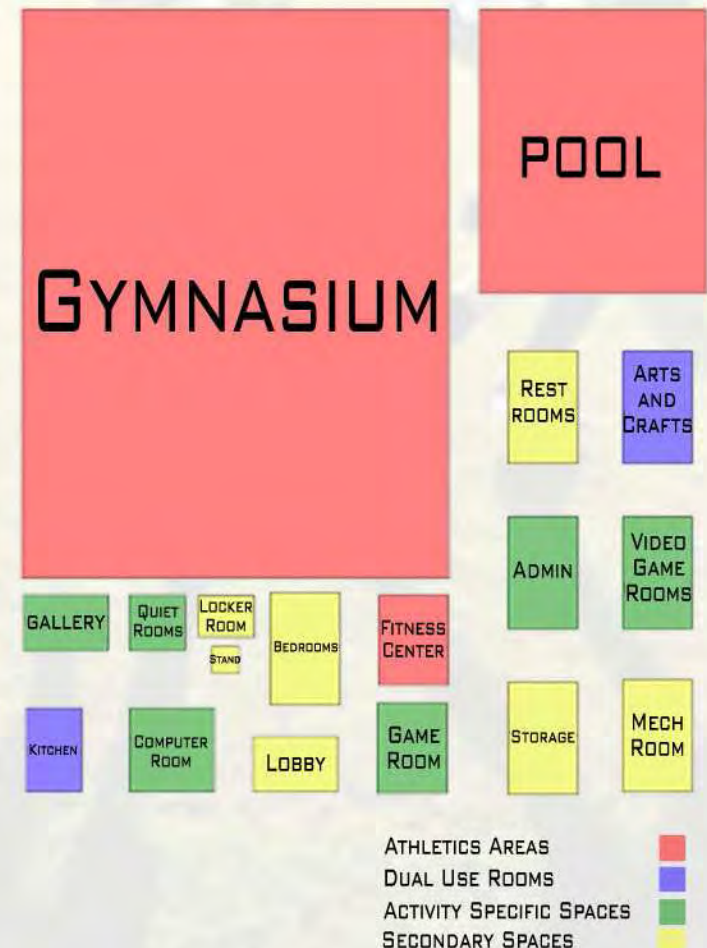 GYMNASIUM
POOL
REST
ROOMS
ARTS
AND
CRAFTS
ADMIN
VIDEO
GAME
ROOMS
GALLERY
QUIET
ROOMS
LOCKER
ROOM
STAND
BEDROOMS
FITNESS
CENTER
KITCHEN
COMPUTER
ROOM
LOBBY
GAME
ROOM
STORAGE
MECH
ROOM
ATHLETICS AREAS
DUAL USE ROOMS
ACTIVITY SPECIFIC SPACES
SECONDARY SPACES